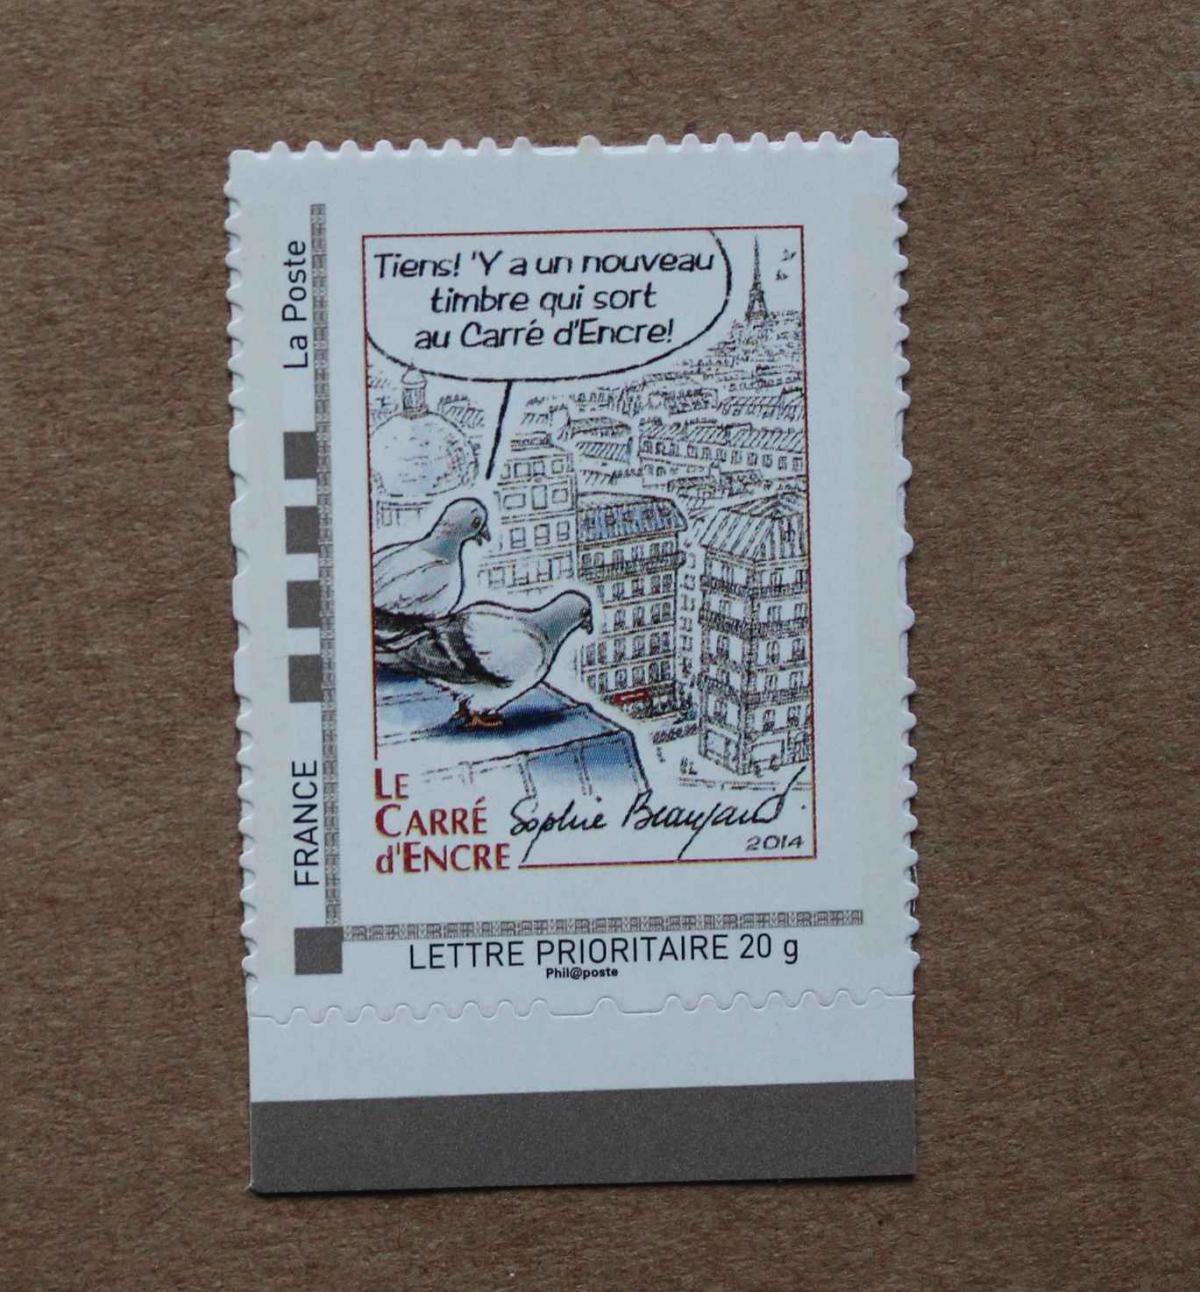 Tiens! 'Y a un nouveau
timbre qui sort
au Carré d'Encre!
La Poste
FRANCE
LE
CARRÉ
d'ENCRE
Sophie Beaujard
2014
LETTRE PRIORITAIRE 20 g
Phil@poste